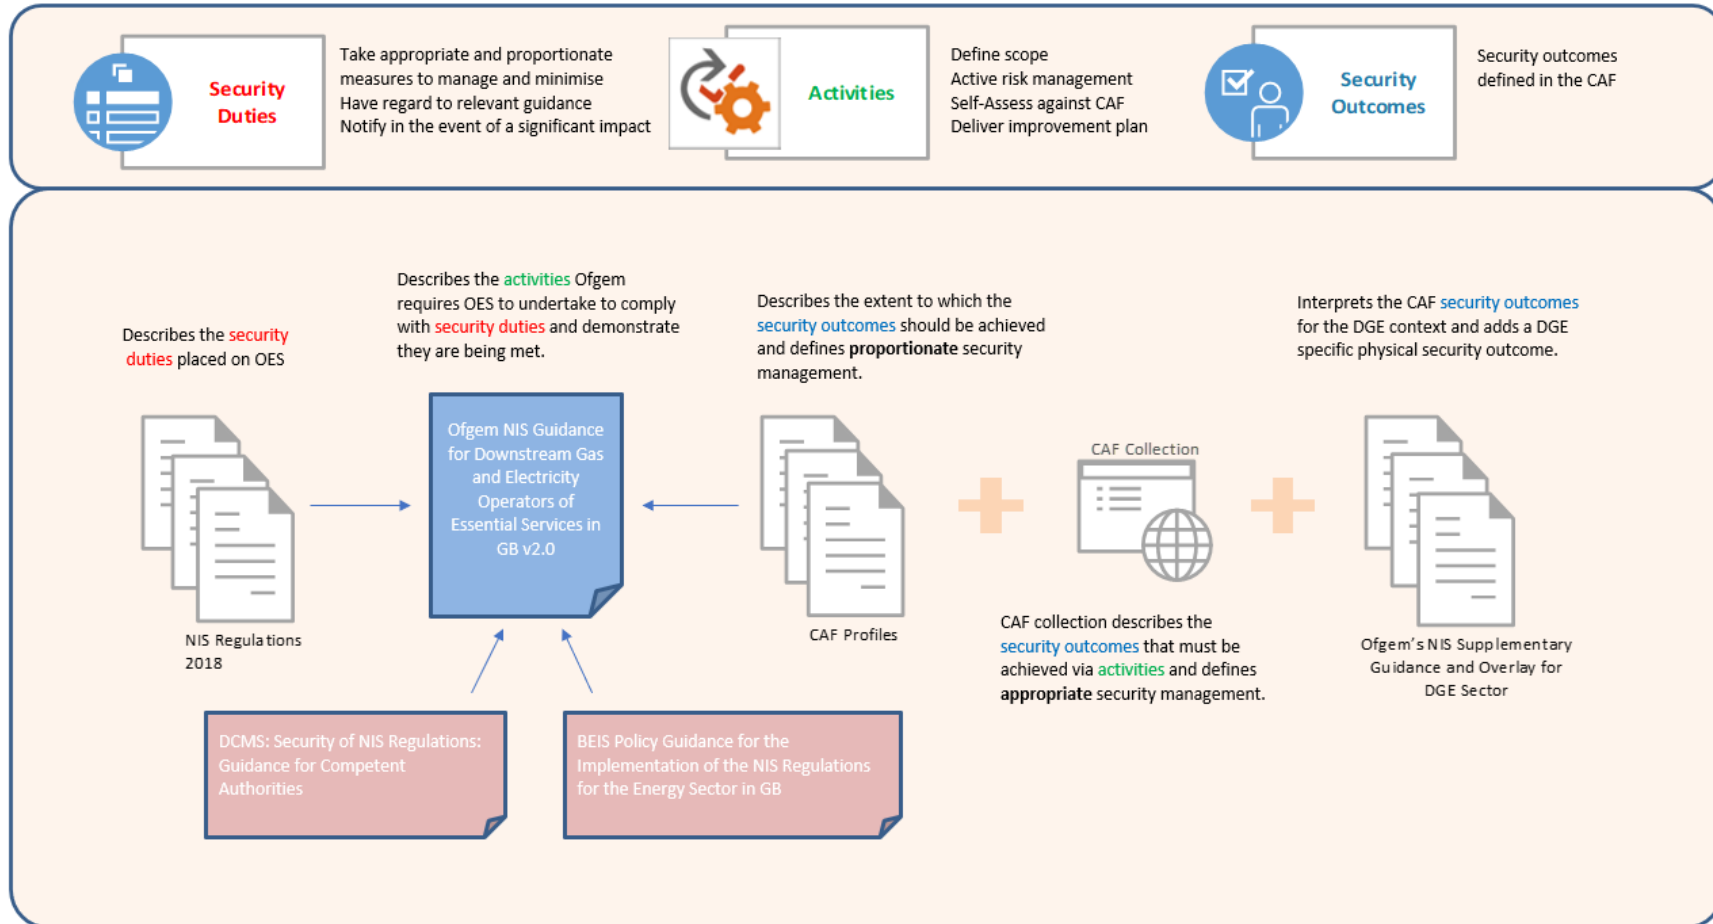 Security
Duties
Take appropriate and proportionate
measures to manage and minimise
Have regard to relevant guidance
Notify in the event of a significant impact
Activities
Define scope
Active risk management
Self-Assess against CAF
Deliver improvement plan
Security
Outcomes
Security outcomes
defined in the CAF
Describes the security
duties placed on OES
Describes the activities Ofgem
requires OES to undertake to comply
with security duties and demonstrate
they are being met.
Describes the extent to which the
security outcomes should be achieved
and defines proportionate security
management.
Interprets the CAF security outcomes
for the DGE context and adds a DGE
specific physical security outcome.
NIS Regulations
2018
Ofgem NIS Guidance
for Downstream Gas
and Electricity
Operators of
Essential Services in
GB v2.0
CAF Profiles
CAF Collection
CAF collection describes the
security outcomes that must be
achieved via activities and defines
appropriate security management.
Ofgem's NIS Supplementary
Guidance and Overlay for
DGE Sector
DCMS: Security of NIS Regulations:
Guidance for Competent
Authorities
BEIS Policy Guidance for the
Implementation of the NIS Regulations
for the Energy Sector in GB